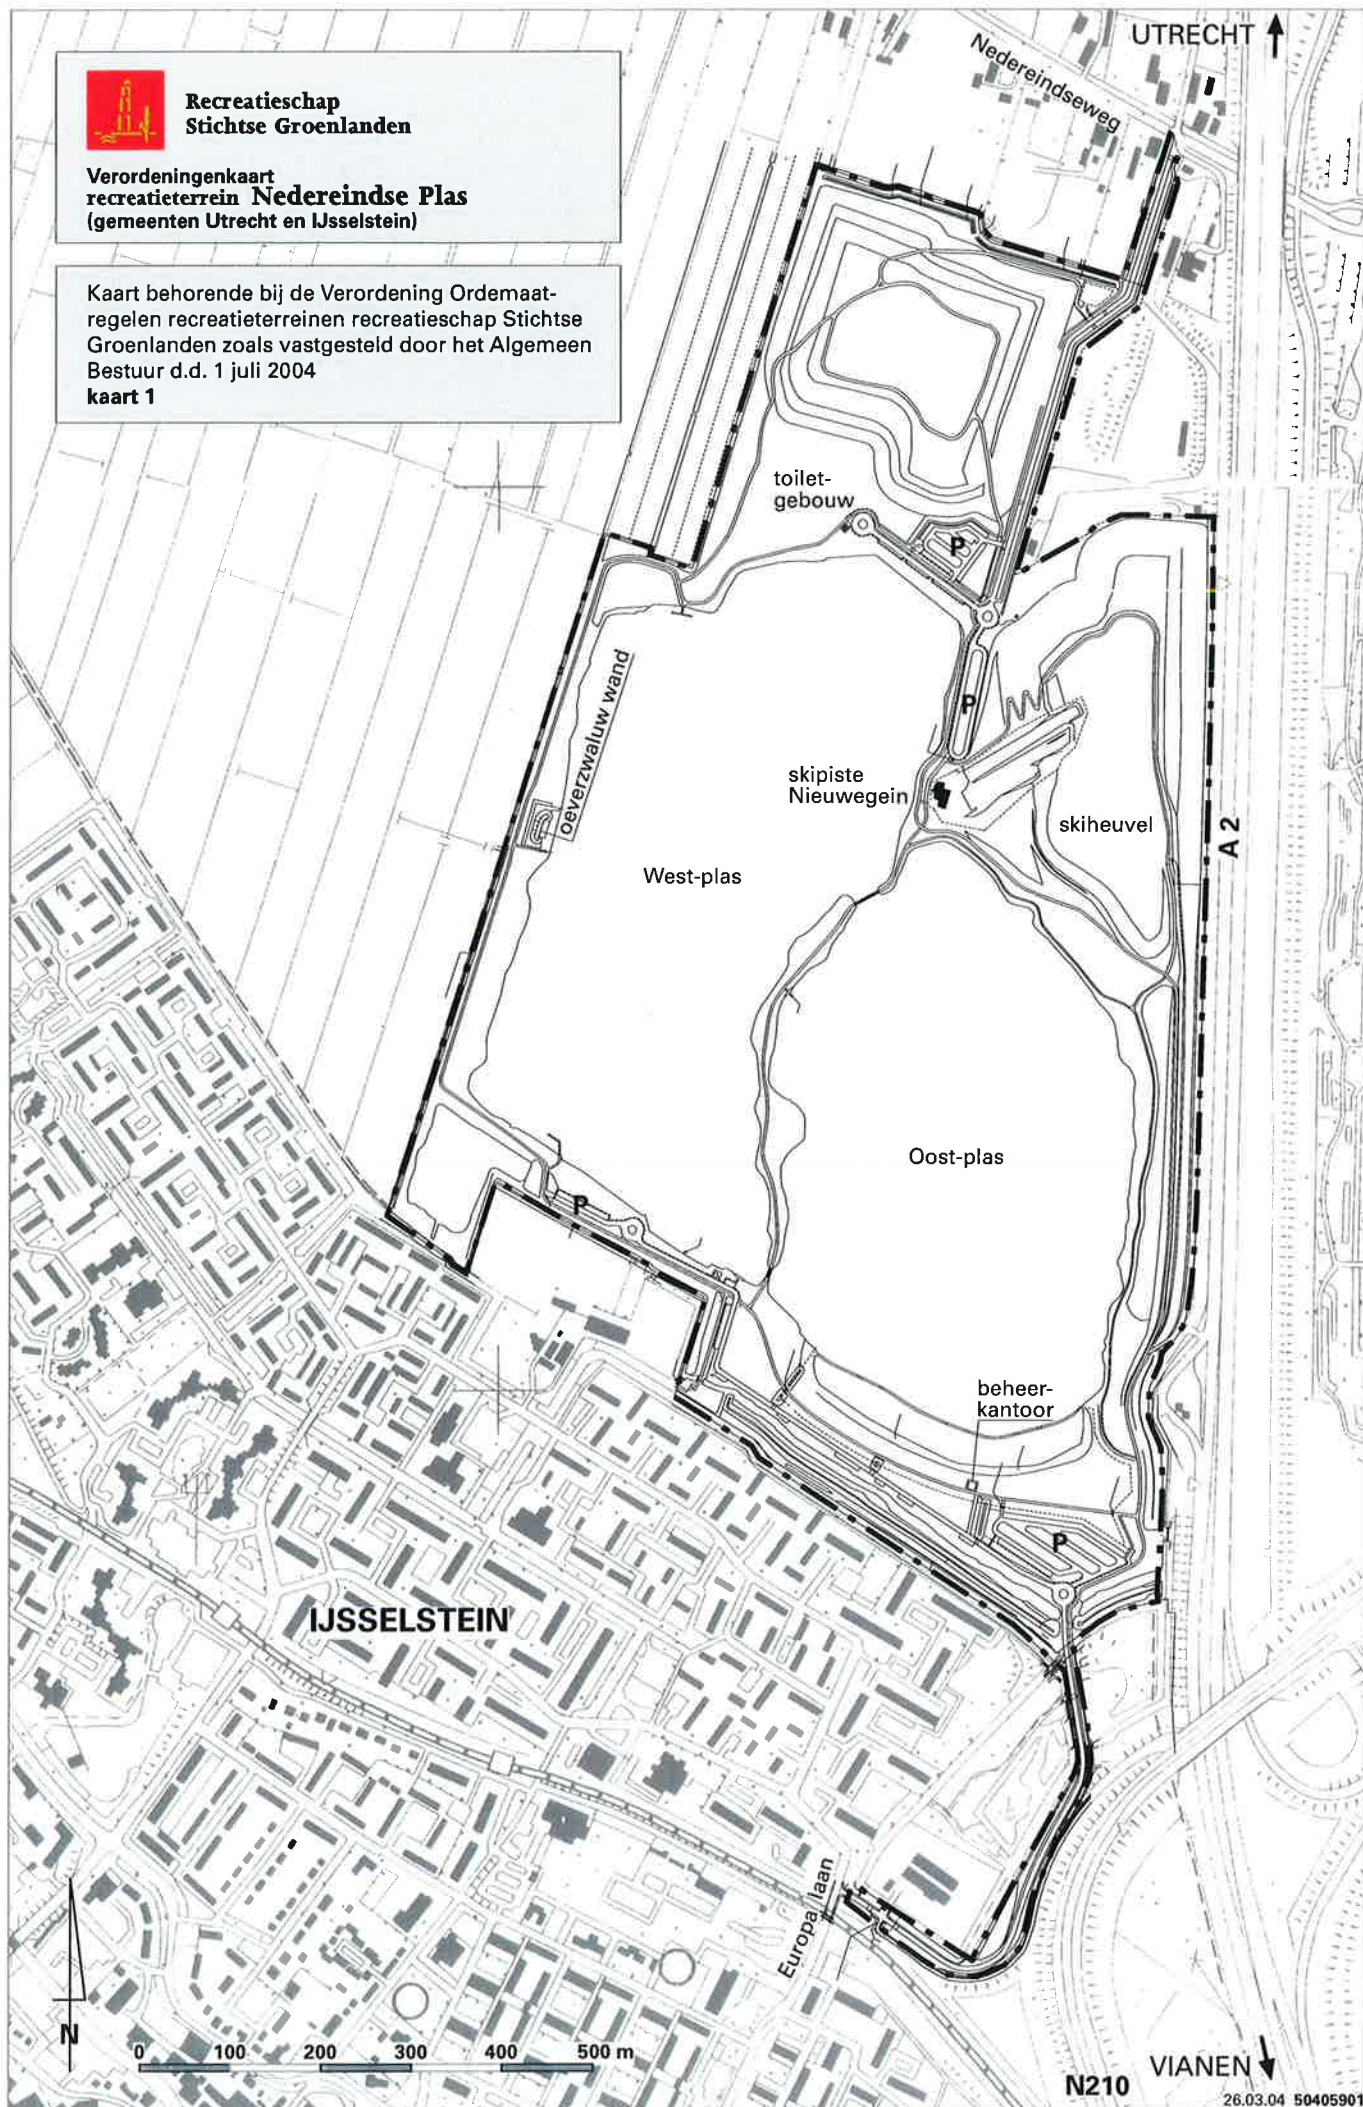 UTRECHT
Nedereindseweg
Recreatieschap
Stichtse Groenlanden
Verordeningenkaart
recreatieterrein Nedereindse Plas
(gemeenten Utrecht en IJsselstein)
Kaart behorende bij de Verordening Ordemaat-
regelen recreatieterreinen recreatieschap Stichtse
Groenlanden zoals vastgesteld door het Algemeen
Bestuur d.d. 1 juli 2004
kaart 1
toilet-
gebouw
P
oeverzwaluw wand
P
skipiste
Nieuwegein
skiheuvel
A 2
West-plas
Oost-plas
P
beheer-
kantoor
P
IJSSELSTEIN
Europalaan
N
0 100 200 300 400 500 m
VIANEN
N210
26.03.04 50405901